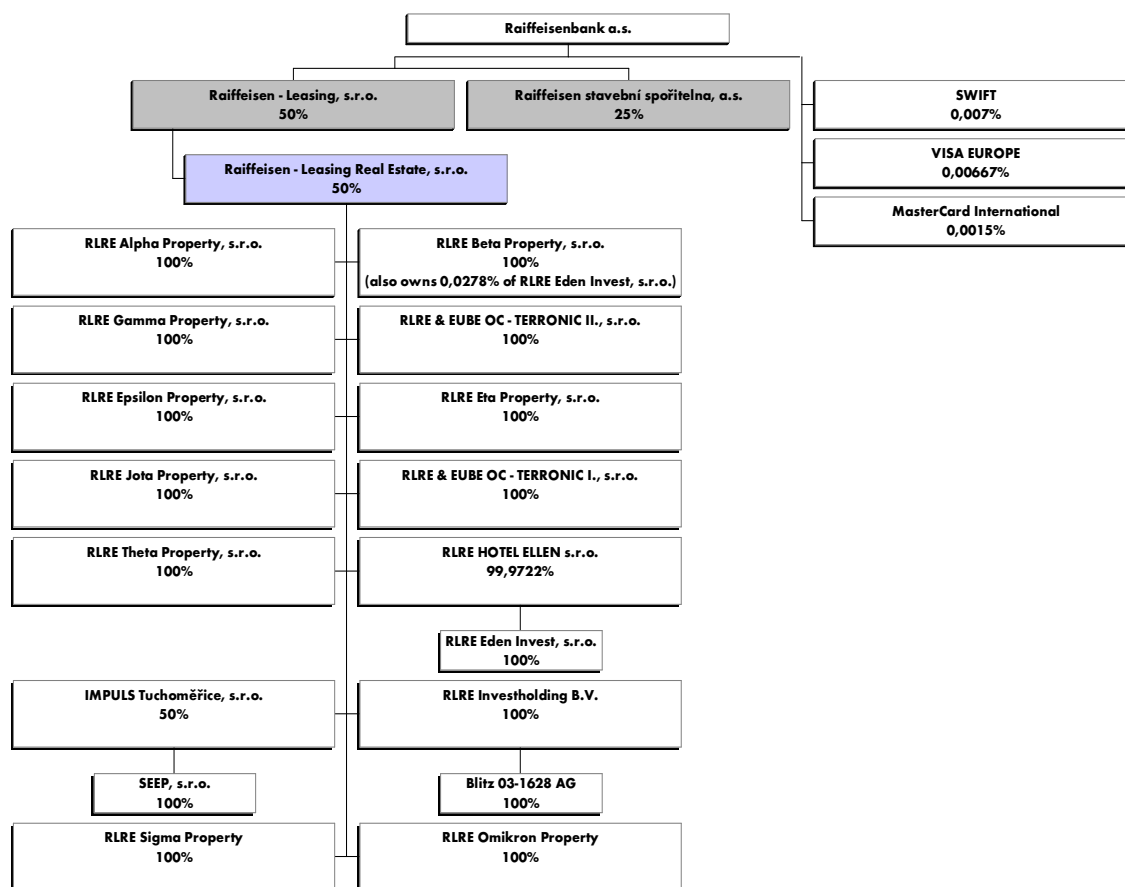 Raiffeisenbank a.s.
Raiffeisen - Leasing, s.r.o.
50%
Raiffeisen stavební spořitelna, a.s.
25%
SWIFT
0,007%
VISA EUROPE
0,00667%
MasterCard International
0,0015%
Raiffeisen - Leasing Real Estate, s.r.o.
50%
RLRE Alpha Property, s.r.o.
100%
RLRE Beta Property, s.r.o.
100%
(also owns 0,0278% of RLRE Eden Invest, s.r.o.)
RLRE Gamma Property, s.r.o.
100%
RLRE & EUBE OC - TERRONIC II., s.r.o.
100%
RLRE Epsilon Property, s.r.o.
100%
RLRE Eta Property, s.r.o.
100%
RLRE Jota Property, s.r.o.
100%
RLRE & EUBE OC - TERRONIC I., s.r.o.
100%
RLRE Theta Property, s.r.o.
100%
RLRE HOTEL ELLEN s.r.o.
99,9722%
RLRE Eden Invest, s.r.o.
100%
IMPULS Tuchoměřice, s.r.o.
50%
RLRE Investholding B.V.
100%
SEEP, s.r.o.
100%
Blitz 03-1628 AG
100%
RLRE Sigma Property
100%
RLRE Omikron Property
100%